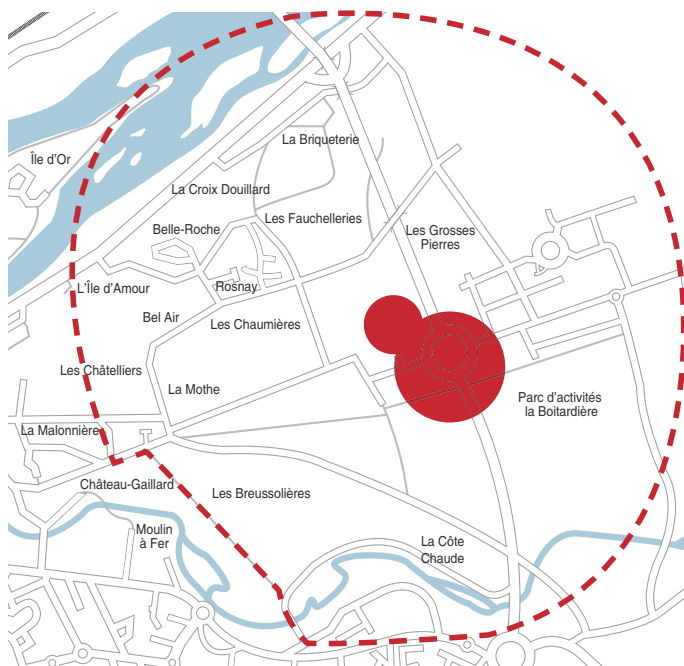 La Briqueterie
Île d'Or
La Croix Douillard
Les Fauchelleries
Belle-Roche
Les Grosses
Pierres
L'Île d'Amour
Rosnay
Bel Air
Les Chaumières
Les Châtelliers
La Mothe
Parc d'activités
la Boitardière
La Malonnière
Château-Gaillard
Les Breussolières
Moulin
à Fer
La Côte
Chaude